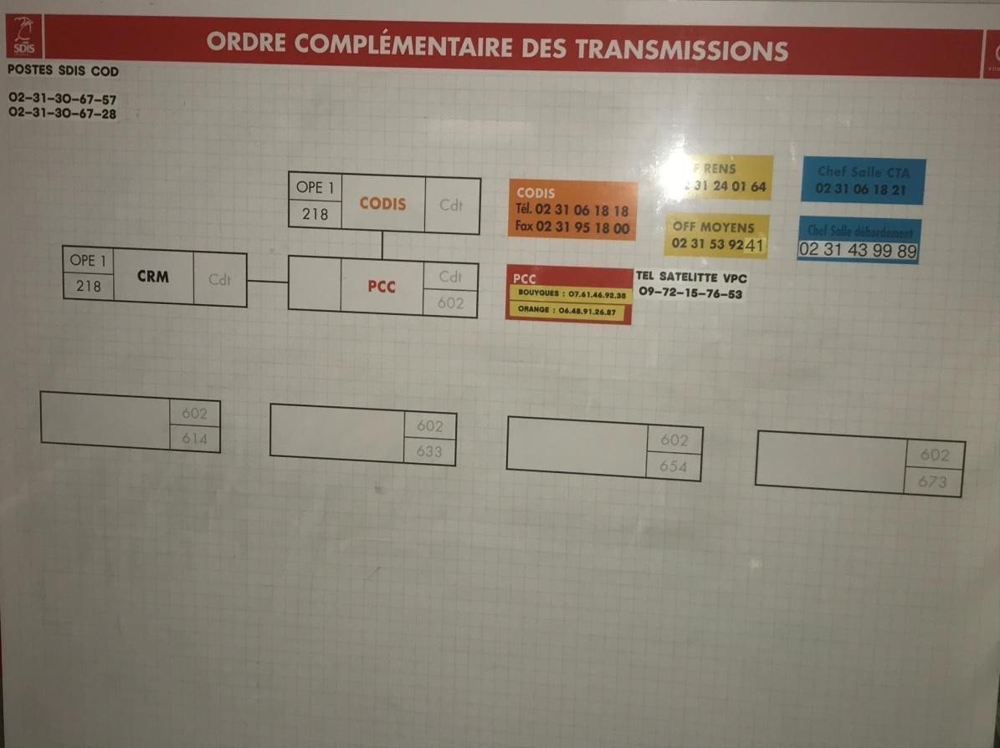 SDIS
ORDRE COMPLÉMENTAIRE DES TRANSMISSIONS
POSTES SDIS COD
02-31-30-67-57
02-31-30-67-28
OPE 1
218
CODIS
Cdt
CODIS
Tél. 02 31 06 18 18
Fax 02 31 95 18 00
RENS
31 24 01 64
OFF MOYENS
02 31 53 9241
Chef Salle CTA
02 31 06 18 21
Chef Salle débordement
02 31 43 99 89
OPE 1
218
CRM
Cdt
PCC
Cdt
602
PCC
BOUYGUES : 07.61.46.92.38
ORANGE : 06.48.91.26.87
TEL SATELITTE VPC
09-72-15-76-53
602
614
602
633
602
654
602
673